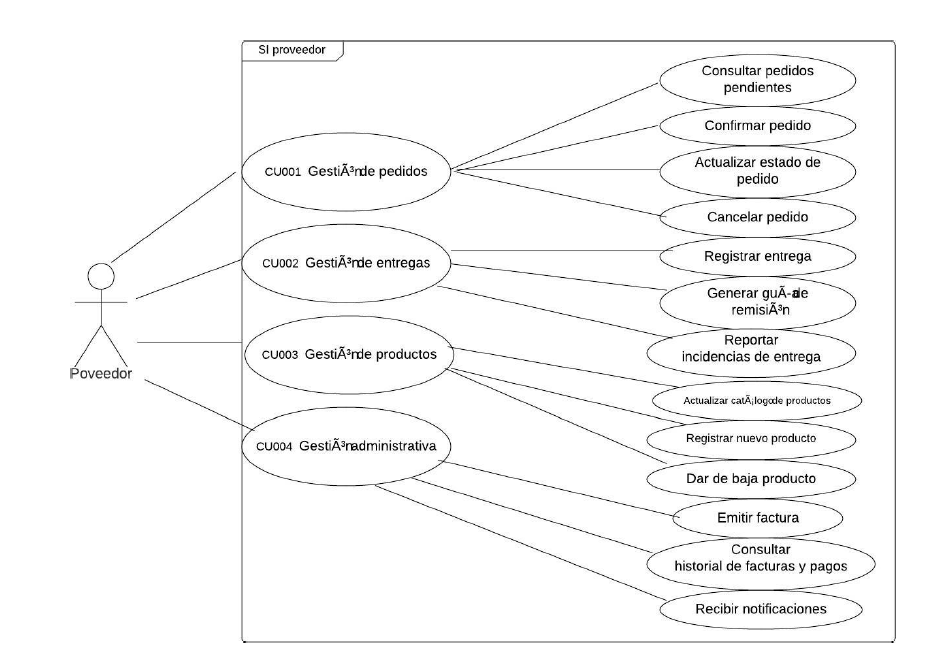 SI proveedor
Consultar pedidos
pendientes
Confirmar pedido
CU001 GestiÃ³nde pedidos
Actualizar estado de
pedido
Cancelar pedido
CU002 GestiÃ³nde entregas
Registrar entrega
Generar guÃ-ade
remisiÃ³n
Reportar
incidencias de entrega
CU003 GestiÃ³nde productos
Poveedor
Actualizar catÃ¡logode productos
Registrar nuevo producto
CU004 GestiÃ³nadministrativa
Dar de baja producto
Emitir factura
Consultar
historial de facturas y pagos
Recibir notificaciones